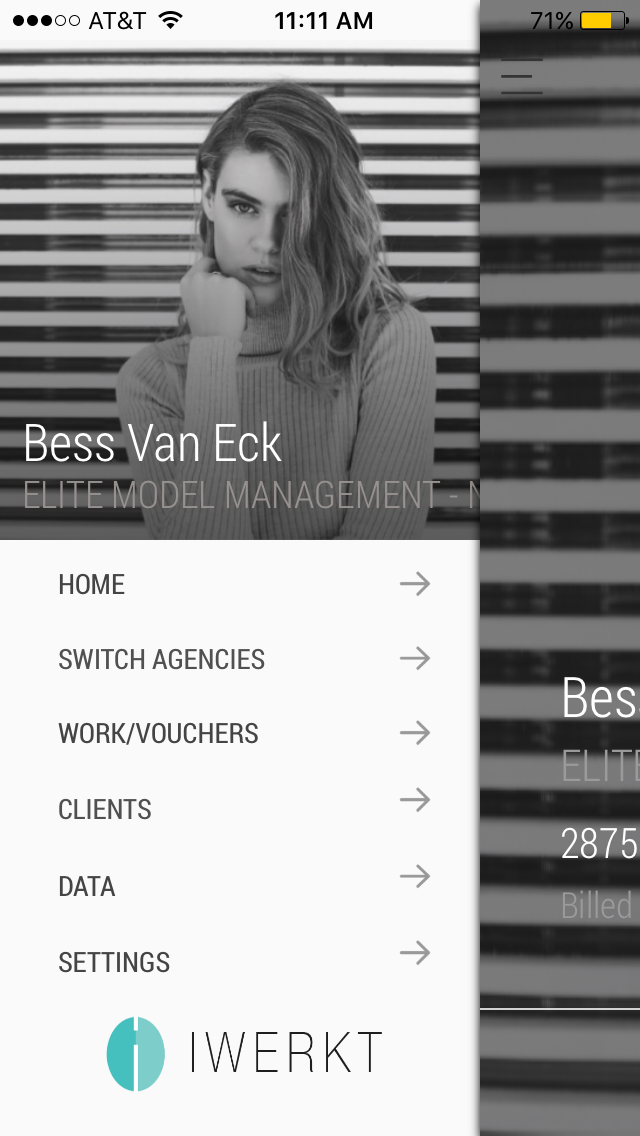 AT&T 11:11 AM 71%
Bess Van Eck
ELITE MODEL MANAGEMENT - N
HOME
SWITCH AGENCIES
WORK/VOUCHERS
CLIENTS
DATA
SETTINGS
IWERKT
Bes
ELITE
2875
Billed